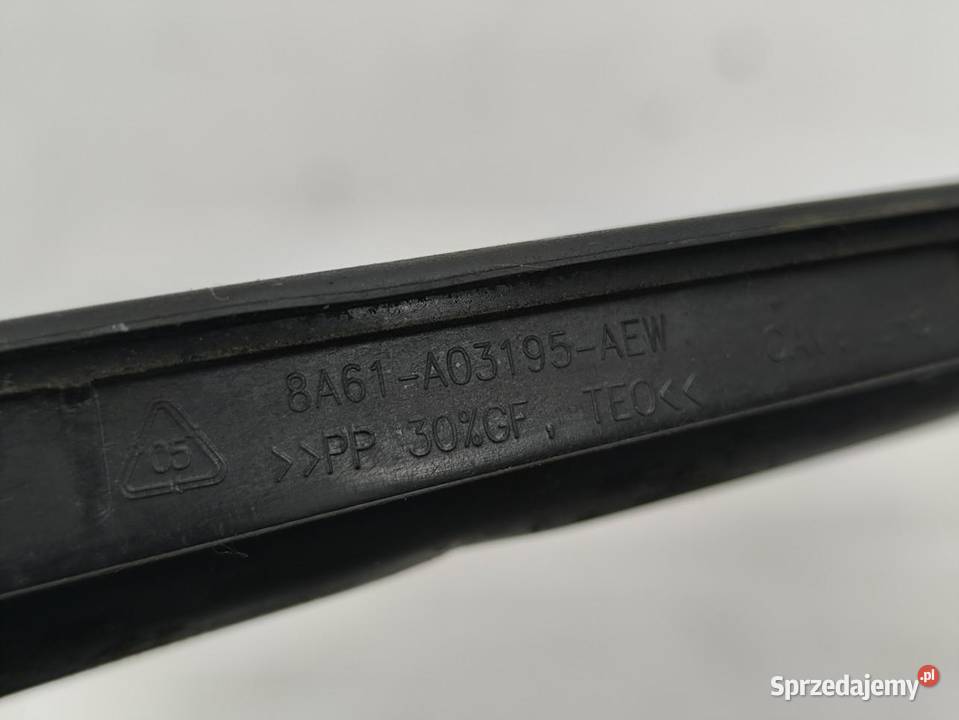 8A61-A03195-AEW
05
>>PP 30%GF, TEO<<
Sprzedajemy.pl